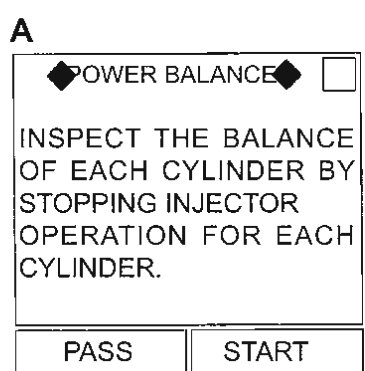 A
◆POWER BALANCE◆
INSPECT THE BALANCE
OF EACH CYLINDER BY
STOPPING INJECTOR
OPERATION FOR EACH
CYLINDER.
PASS START